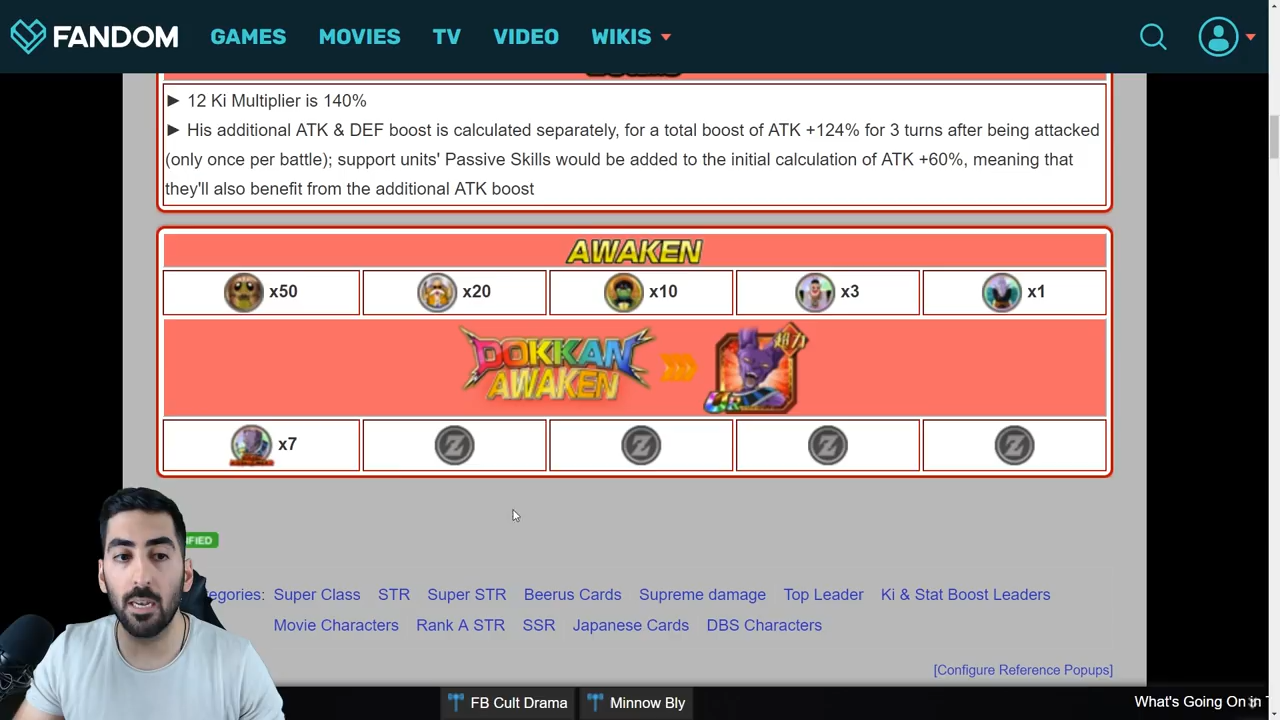 FANDOM GAMES MOVIES TV VIDEO WIKIS
► 12 Ki Multiplier is 140%
► His additional ATK & DEF boost is calculated separately, for a total boost of ATK +124% for 3 turns after being attacked
(only once per battle); support units' Passive Skills would be added to the initial calculation of ATK +60%, meaning that
they'll also benefit from the additional ATK boost
AWAKEN
x50 x20 x10 x3 x1
DOKKAN
AWAKEN
超力
x7 Z Z Z Z
FIED
egories: Super Class STR Super STR Beerus Cards Supreme damage Top Leader Ki & Stat Boost Leaders
Movie Characters Rank A STR SSR Japanese Cards DBS Characters
[Configure Reference Popups]
FB Cult Drama Minnow Bly What's Going On in